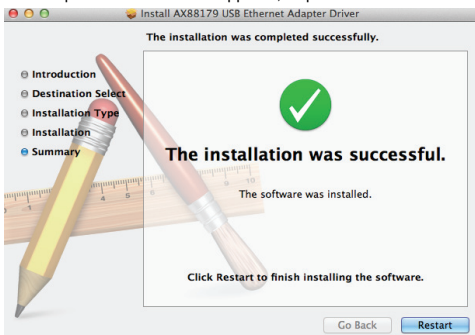 Install AX88179 USB Ethernet Adapter Driver
The installation was completed successfully.
Introduction
Destination Select
Installation Type
Installation
Summary
The installation was successful.
The software was installed.
Click Restart to finish installing the software.
Go Back
Restart